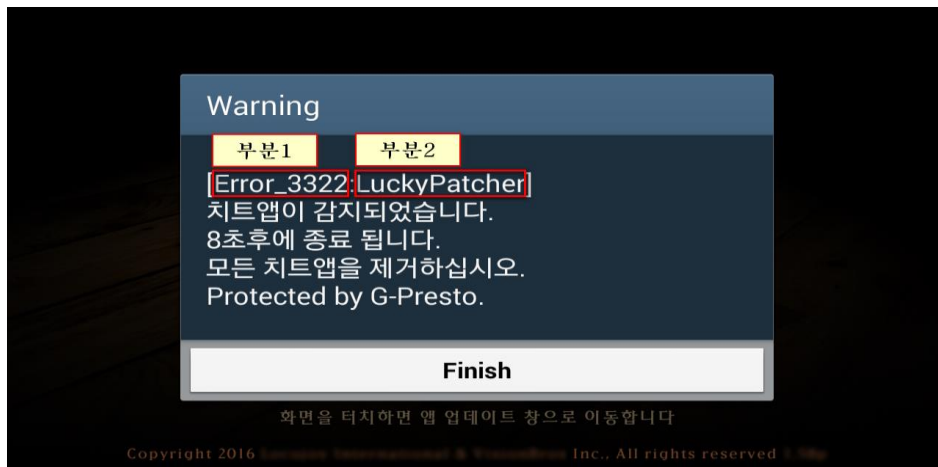 Warning
부분1 부분2
[Error_3322:LuckyPatcher]
치트앱이 감지되었습니다.
8초후에 종료 됩니다.
모든 치트앱을 제거하십시오.
Protected by G-Presto.
Finish
화면을 터치하면 앱 업데이트 창으로 이동합니다
Copyright 2016 Inc., All rights reserved